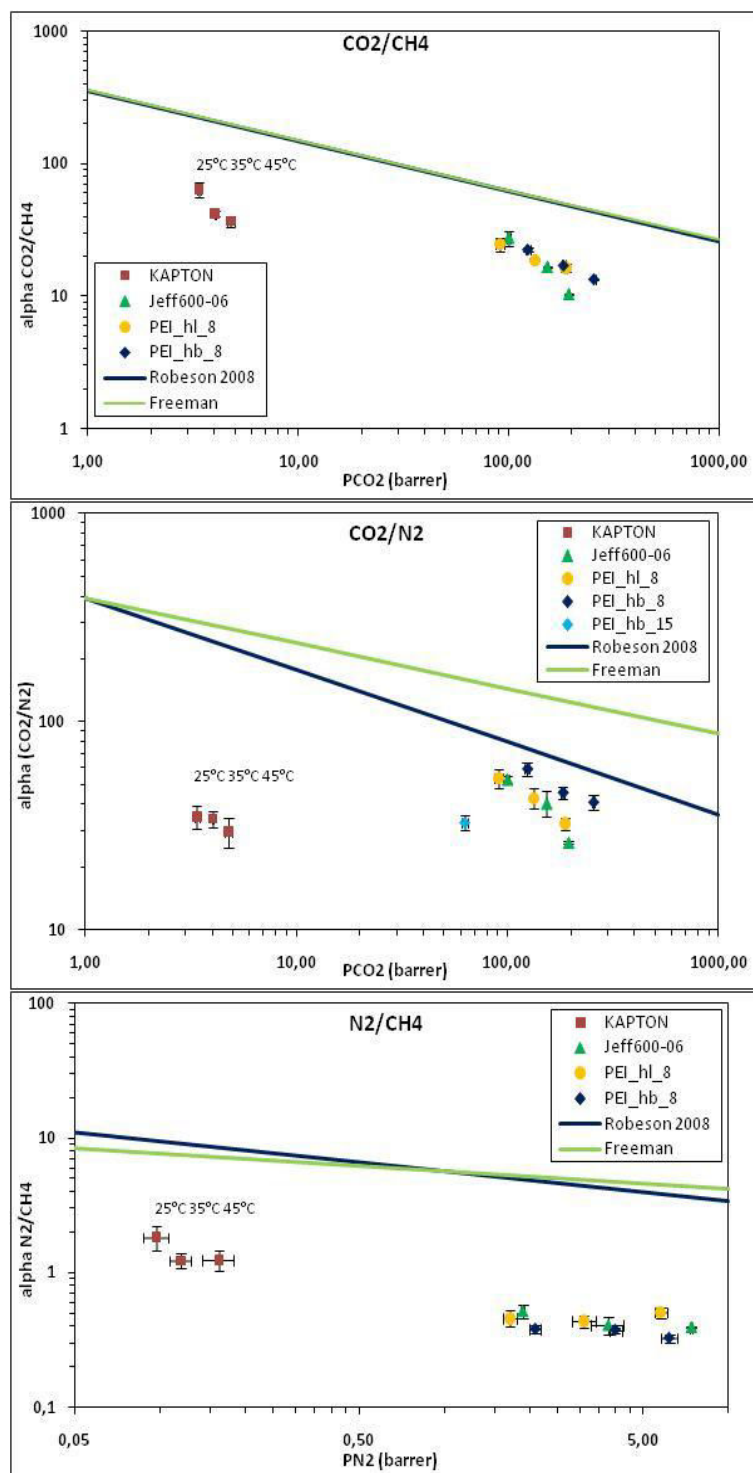 CO2/CH4
1000
100
10
1
alpha CO2/CH4
25°C 35°C 45°C
KAPTON
Jeff600-06
PEI_hl_8
PEI_hb_8
Robeson 2008
Freeman
1,00
10,00
100,00
1000,00
PCO2 (barrer)
CO2/N2
1000
100
10
alpha (CO2/N2)
KAPTON
Jeff600-06
PEI_hl_8
PEI_hb_8
PEI_hb_15
Robeson 2008
Freeman
25°C 35°C 45°C
1,00
10,00
100,00
1000,00
PCO2 (barrer)
N2/CH4
100
10
1
0,1
alpha N2/CH4
KAPTON
Jeff600-06
PEI_hl_8
PEI_hb_8
Robeson 2008
Freeman
25°C 35°C 45°C
0,05
0,50
5,00
PN2 (barrer)